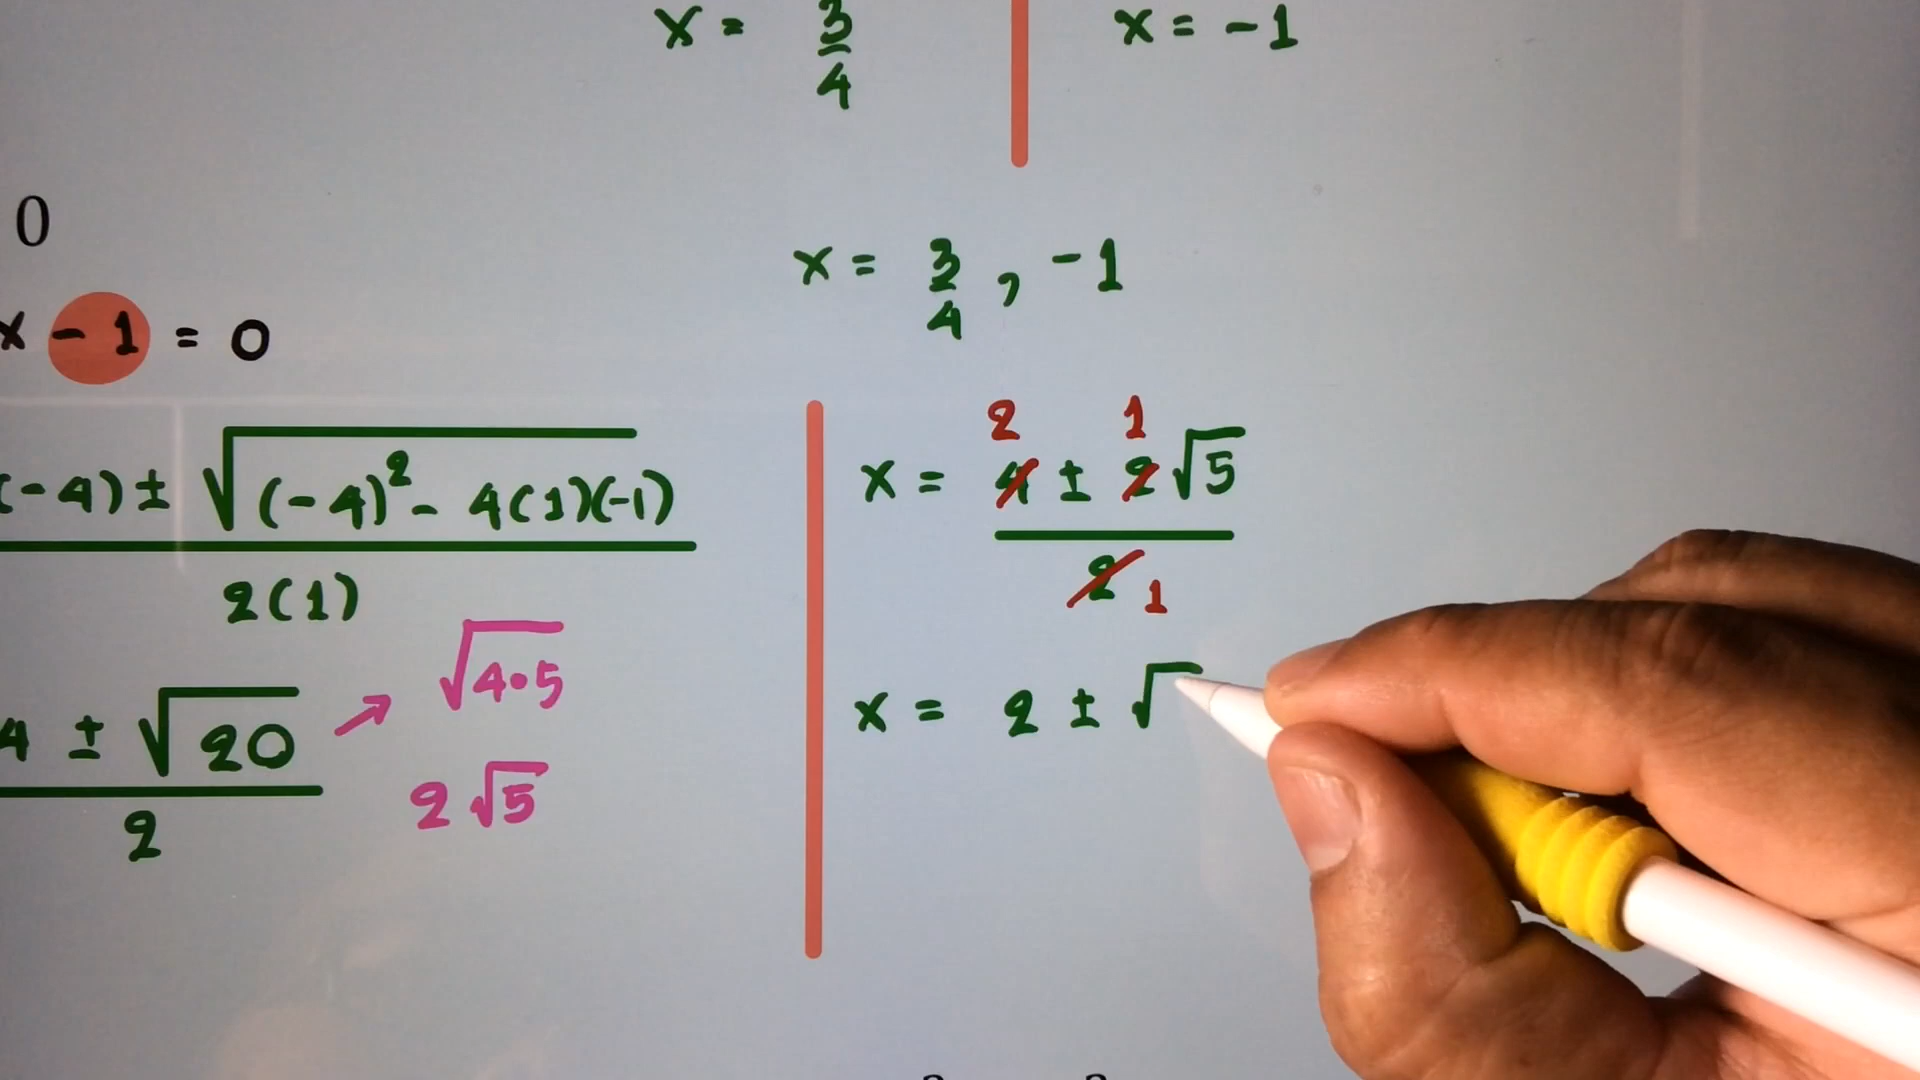 x = 3/4
x = -1
0
x = 3/4 , -1
x - 1 = 0
(-4) ± √((-4)² - 4(1)(-1))
2(1)
2 1
x = 4 ± 2√5
2 1
√(4•5)
4 ± √20
2
2√5
x = 2 ± √